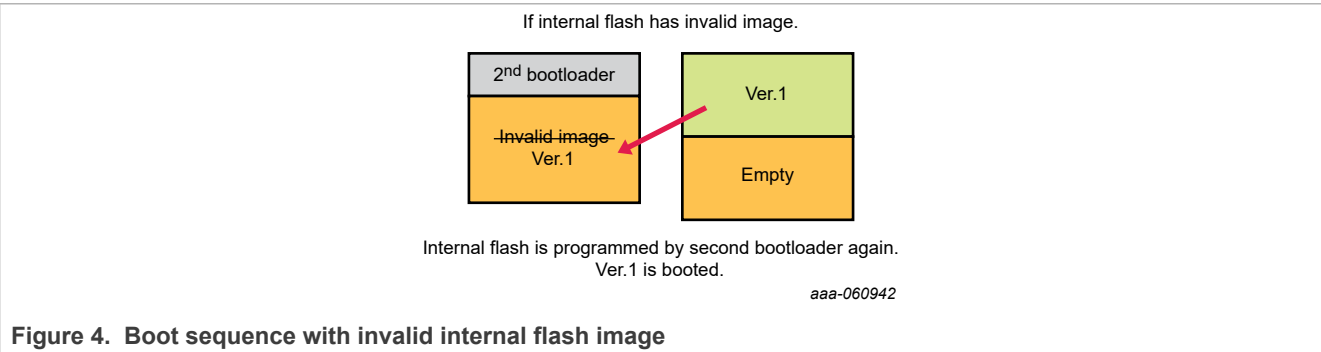 If internal flash has invalid image.
2nd bootloader
Invalid image
Ver.1
Ver.1
Empty
Internal flash is programmed by second bootloader again.
Ver.1 is booted.
aaa-060942
Figure 4. Boot sequence with invalid internal flash image